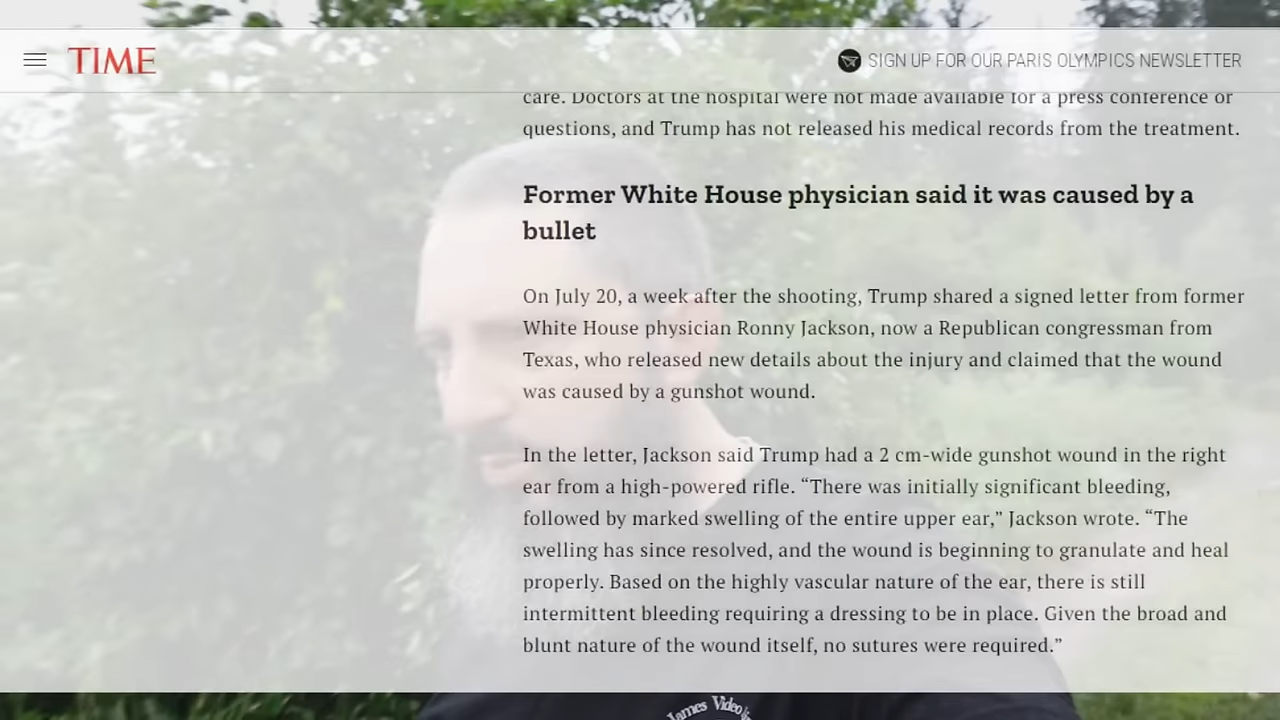 TIME
SIGN UP FOR OUR PARIS OLYMPICS NEWSLETTER
care. Doctors at the hospital were not made available for a press conference or
questions, and Trump has not released his medical records from the treatment.
Former White House physician said it was caused by a
bullet
On July 20, a week after the shooting, Trump shared a signed letter from former
White House physician Ronny Jackson, now a Republican congressman from
Texas, who released new details about the injury and claimed that the wound
was caused by a gunshot wound.
In the letter, Jackson said Trump had a 2 cm-wide gunshot wound in the right
ear from a high-powered rifle. “There was initially significant bleeding,
followed by marked swelling of the entire upper ear,” Jackson wrote. “The
swelling has since resolved, and the wound is beginning to granulate and heal
properly. Based on the highly vascular nature of the ear, there is still
intermittent bleeding requiring a dressing to be in place. Given the broad and
blunt nature of the wound itself, no sutures were required.”
James Video